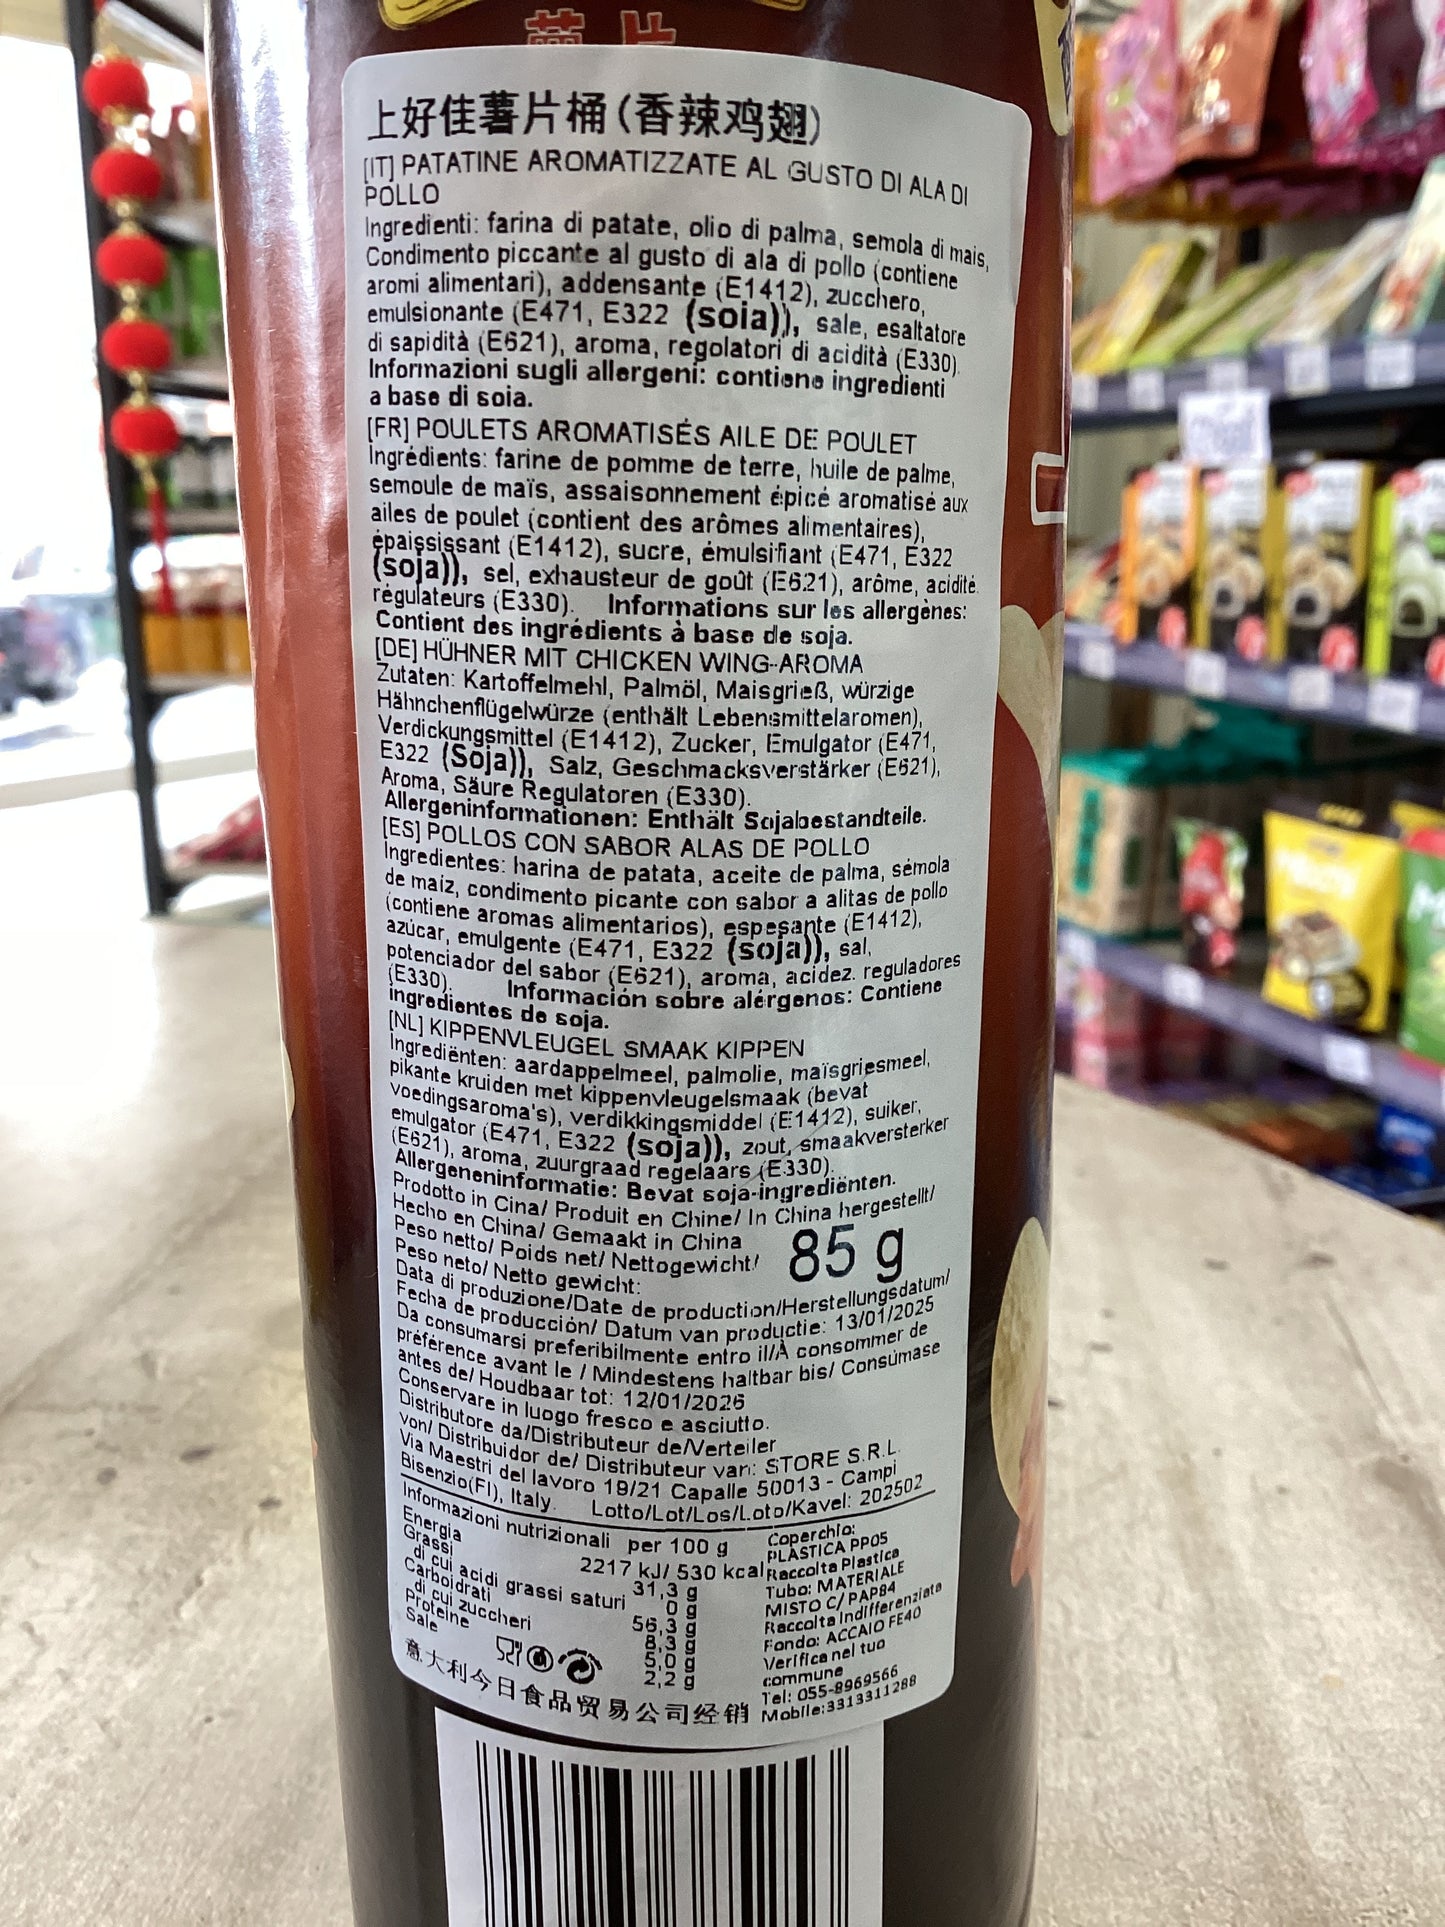 薯片
上好佳薯片桶(香辣鸡翅)
[IT] PATATINE AROMATIZZATE AL GUSTO DI ALA DI
POLLO
Ingredienti: farina di patate, olio di palma, semola di mais,
Condimento piccante al gusto di ala di pollo (contiene
aromi alimentari), addensante (E1412), zucchero,
emulsionante (E471, E322 (soia)), sale, esaltatore
di sapidità (E621), aroma, regolatori di acidità (E330).
Informazioni sugli allergeni: contiene ingredienti
a base di soia.
[FR] POULETS AROMATISÉS AILE DE POULET
Ingrédients: farine de pomme de terre, huile de palme,
semoule de maïs, assaisonnement épicé aromatisé aux
ailes de poulet (contient des arômes alimentaires),
épaississant (E1412), sucre, émulsifiant (E471, E322
(soja)), sel, exhausteur de goût (E621), arôme, acidité.
régulateurs (E330). Informations sur les allergènes:
Contient des ingrédients à base de soja.
[DE] HÜHNER MIT CHICKEN WING-AROMA
Zutaten: Kartoffelmehl, Palmöl, Maisgrieß, würzige
Hähnchenflügelwürze (enthält Lebensmittelaromen),
Verdickungsmittel (E1412), Zucker, Emulgator (E471,
E322 (Soja)), Salz, Geschmacksverstärker (E621),
Aroma, Säure Regulatoren (E330).
Allergeninformationen: Enthält Sojabestandteile.
[ES] POLLOS CON SABOR ALAS DE POLLO
Ingredientes: harina de patata, aceite de palma, sémola
de maíz, condimento picante con sabor a alitas de pollo
(contiene aromas alimentarios), espesante (E1412),
azúcar, emulgente (E471, E322 (soja)), sal,
potenciador del sabor (E621), aroma, acidez. reguladores
(E330). Información sobre alérgenos: Contiene
ingredientes de soja.
[NL] KIPPENVLEUGEL SMAAK KIPPEN
Ingrediënten: aardappelmeel, palmolie, maïsgriesmeel,
pikante kruiden met kippenvleugelsmaak (bevat
voedingsaroma's), verdikkingsmiddel (E1412), suiker,
emulgator (E471, E322 (soja)), zout, smaakversterker
(E621), aroma, zuurgraad regelaars (E330).
Allergeneninformatie: Bevat soja-ingrediënten.
Prodotto in Cina/ Produit en Chine/ In China hergestellt/
Hecho en China/ Gemaakt in China
Peso netto/ Poids net/ Nettogewicht/
Peso neto/ Netto gewicht: 85 g
Data di produzione/Date de production/Herstellungsdatum/
Fecha de producción/ Datum van productie: 13/01/2025
Da consumarsi preferibilmente entro il/À consommer de
préférence avant le / Mindestens haltbar bis/ Consúmase
antes de/ Houdbaar tot: 12/01/2026
Conservare in luogo fresco e asciutto.
Distributore da/Distributeur de/Verteiler
von/ Distribuidor de/ Distributeur van: STORE S.R.L.
Via Maestri del lavoro 19/21 Capalle 50013 - Campi
Bisenzio(FI), Italy. Lotto/Lot/Los/Loto/Kavel: 202502
Informazioni nutrizionali per 100 g
Energia 2217 kJ/ 530 kcal
Grassi 31,3 g
di cui acidi grassi saturi 0 g
Carboidrati 56,3 g
di cui zuccheri 8,3 g
Proteine 5,0 g
Sale 2,2 g
Coperchio:
PLASTICA PP05
Raccolta Plastica
Tubo: MATERIALE
MISTO C/PAP84
Raccolta Indifferenziata
Fondo: ACCAIO FE40
Verifica nel tuo
commune
Tel: 055-8969566
Mobile:3313311288
意大利今日食品贸易公司经销